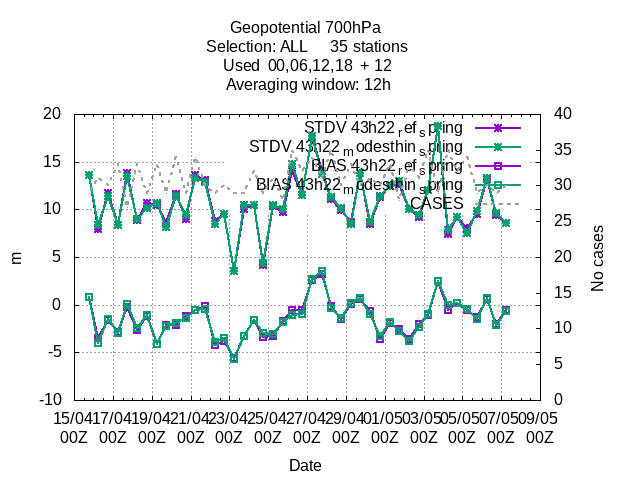 Geopotential 700hPa
Selection: ALL 35 stations
Used 00,06,12,18 + 12
Averaging window: 12h
20 40
STDV 43h22_ref_spring
STDV 43h22_modesthin_spring
BIAS 43h22_ref_spring
BIAS 43h22_modesthin_spring
CASES
35
15
30
10
25
5
20
m
No cases
15
0
10
-5
5
-10 0
15/04 17/04 19/04 21/04 23/04 25/04 27/04 29/04 01/05 03/05 05/05 07/05 09/05
00Z 00Z 00Z 00Z 00Z 00Z 00Z 00Z 00Z 00Z 00Z 00Z 00Z
Date